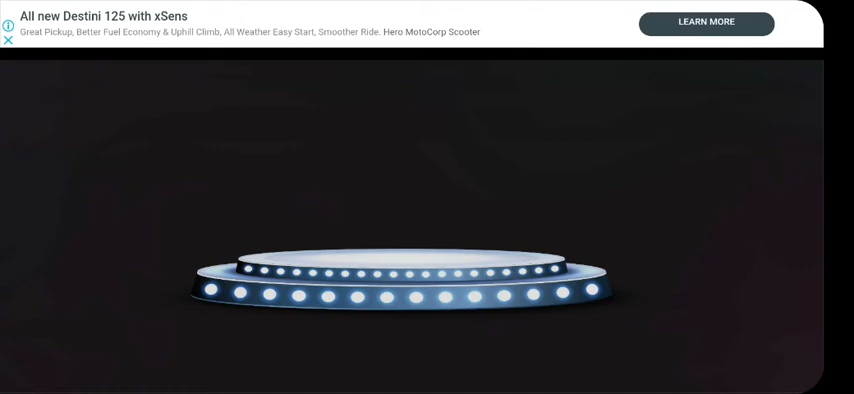 All new Destini 125 with xSens
Great Pickup, Better Fuel Economy & Uphill Climb, All Weather Easy Start, Smoother Ride. Hero MotoCorp Scooter
LEARN MORE